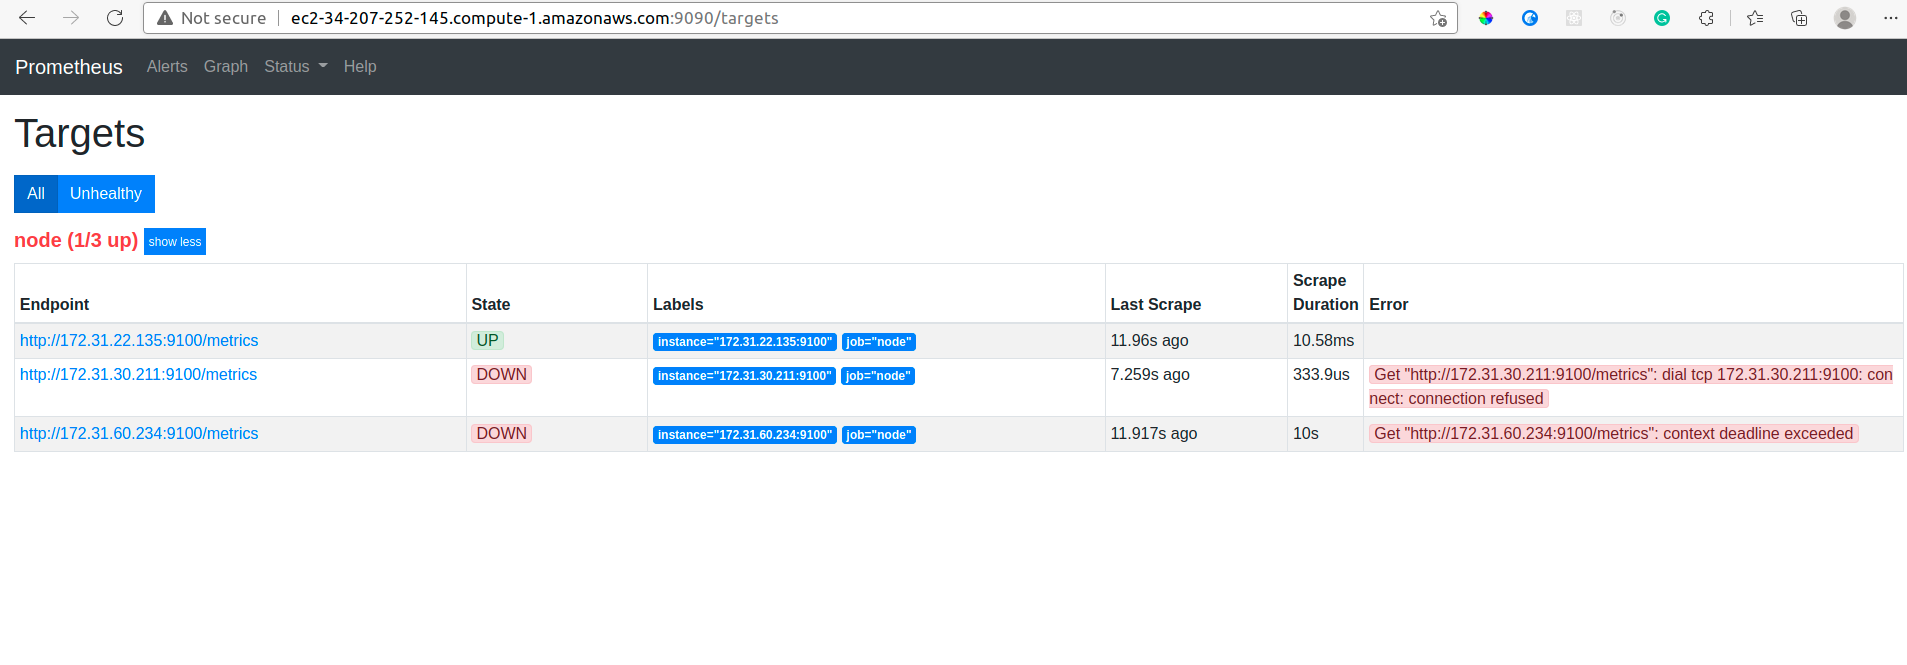 Not secure ec2-34-207-252-145.compute-1.amazonaws.com:9090/targets
Prometheus Alerts Graph Status Help
Targets
All Unhealthy
node (1/3 up) show less
Endpoint State Labels Last Scrape Scrape Duration Error
http://172.31.22.135:9100/metrics UP instance="172.31.22.135:9100" job="node" 11.96s ago 10.58ms
http://172.31.30.211:9100/metrics DOWN instance="172.31.30.211:9100" job="node" 7.259s ago 333.9us Get "http://172.31.30.211:9100/metrics": dial tcp 172.31.30.211:9100: con
nect: connection refused
http://172.31.60.234:9100/metrics DOWN instance="172.31.60.234:9100" job="node" 11.917s ago 10s Get "http://172.31.60.234:9100/metrics": context deadline exceeded